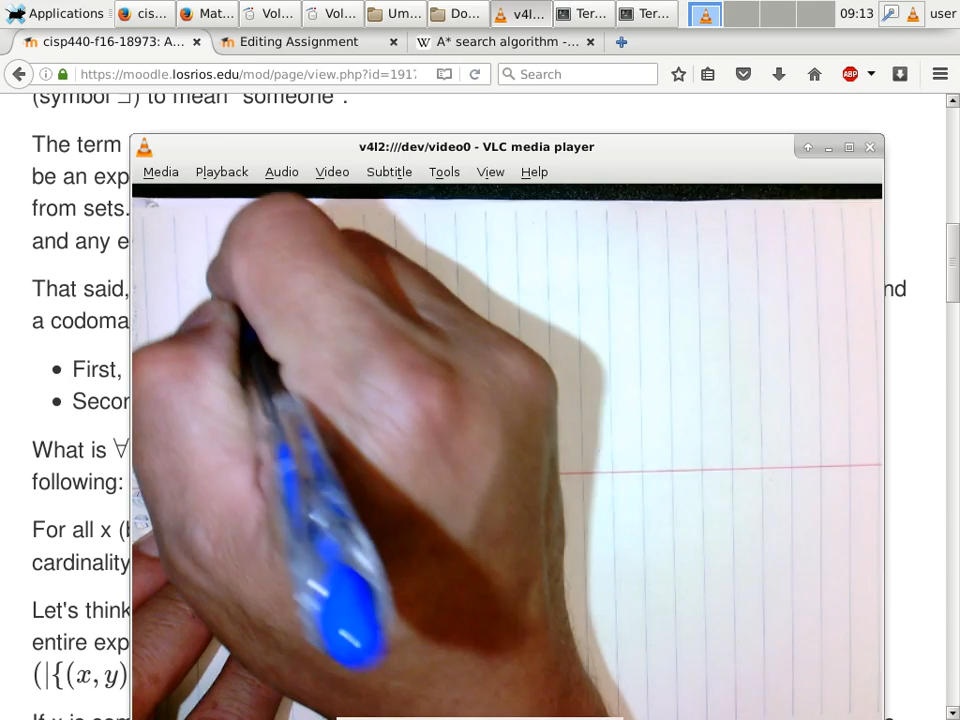 Applications cis... Mat... Vol... Vol... Um... Do... v4l... Ter... Ter... 09:13 user
cisp440-f16-18973: A... × Editing Assignment × A* search algorithm -... ×
https://moodle.losrios.edu/mod/page/view.php?id=191 Search ABP
(symbol ∃) to mean "someone".
The term
be an exp
from sets.
and any e
That said, nd
a codoma
First,
Secon
What is ∀
following:
For all x (b
cardinality
Let's think
entire exp
(|{(x, y)
v4l2:///dev/video0 - VLC media player
Media Playback Audio Video Subtitle Tools View Help